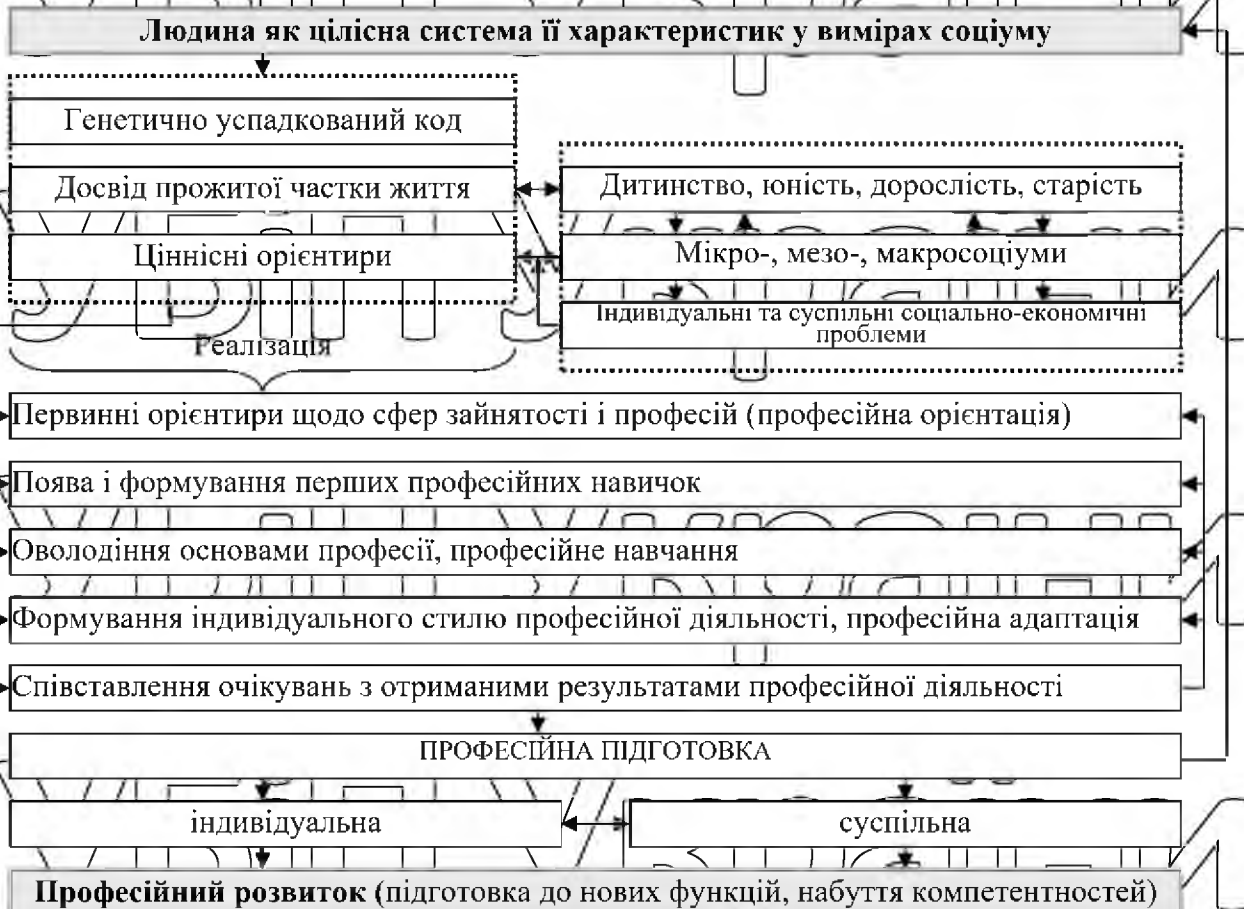 Людина як цілісна система її характеристик у вимірах соціуму
Генетично успадкований код
Досвід прожитої частки життя
Ціннісні орієнтири
Дитинство, юність, дорослість, старість
Мікро-, мезо-, макросоціуми
Індивідуальні та суспільні соціально-економічні
проблеми
Реалізація
Первинні орієнтири щодо сфер зайнятості і професій (професійна орієнтація)
Поява і формування перших професійних навичок
Оволодіння основами професії, професійне навчання
Формування індивідуального стилю професійної діяльності, професійна адаптація
Співставлення очікувань з отриманими результатами професійної діяльності
ПРОФЕСІЙНА ПІДГОТОВКА
індивідуальна
суспільна
Професійний розвиток (підготовка до нових функцій, набуття компетентностей)